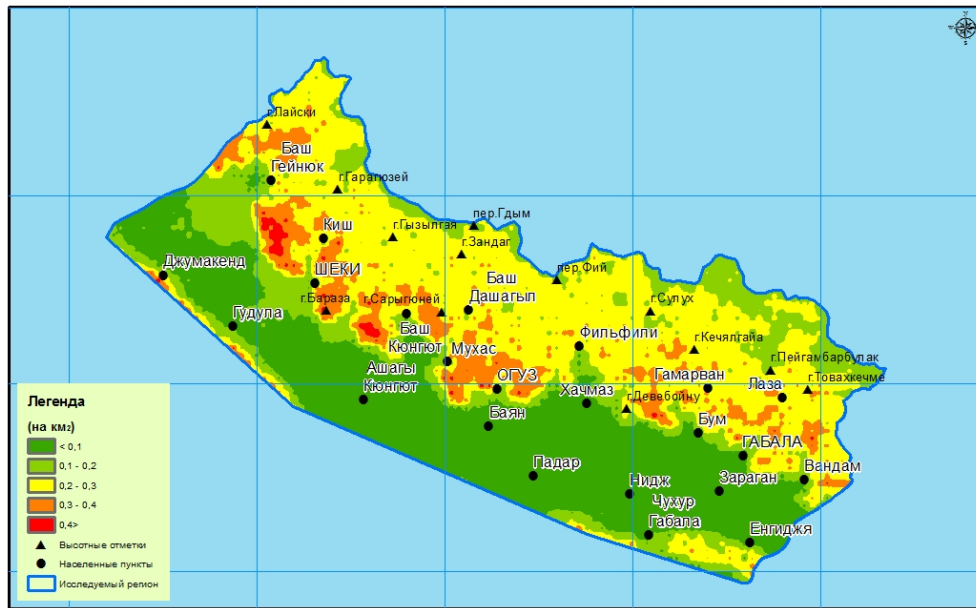 г.Лайски
Баш
Гейнюк
г.Гарагюзей
пер.Гдым
Киш
г.Гызылгая
г.Зандаг
Джумакенд
ШЕКИ
Баш
Дашагыл
пер.Фий
г.Бараза
г.Сарыгюней
г.Сулух
Гудула
Баш
Кюнгют
Мухас
Фильфили
г.Кечялгайа
г.Пейгамбарбулак
Ашагы
Кюнгют
ОГУЗ
Хачмаз
Гамарван
Лаза
г.Товахкечме
г.Девебойну
Баян
Бум
ГАБАЛА
Падар
Нидж
Зараган
Вандам
Чухур
Габала
Енгиджя
Легенда
(на км2)
< 0,1
0,1 - 0,2
0,2 - 0,3
0,3 - 0,4
0,4>
Высотные отметки
Населенные пункты
Исследуемый регион